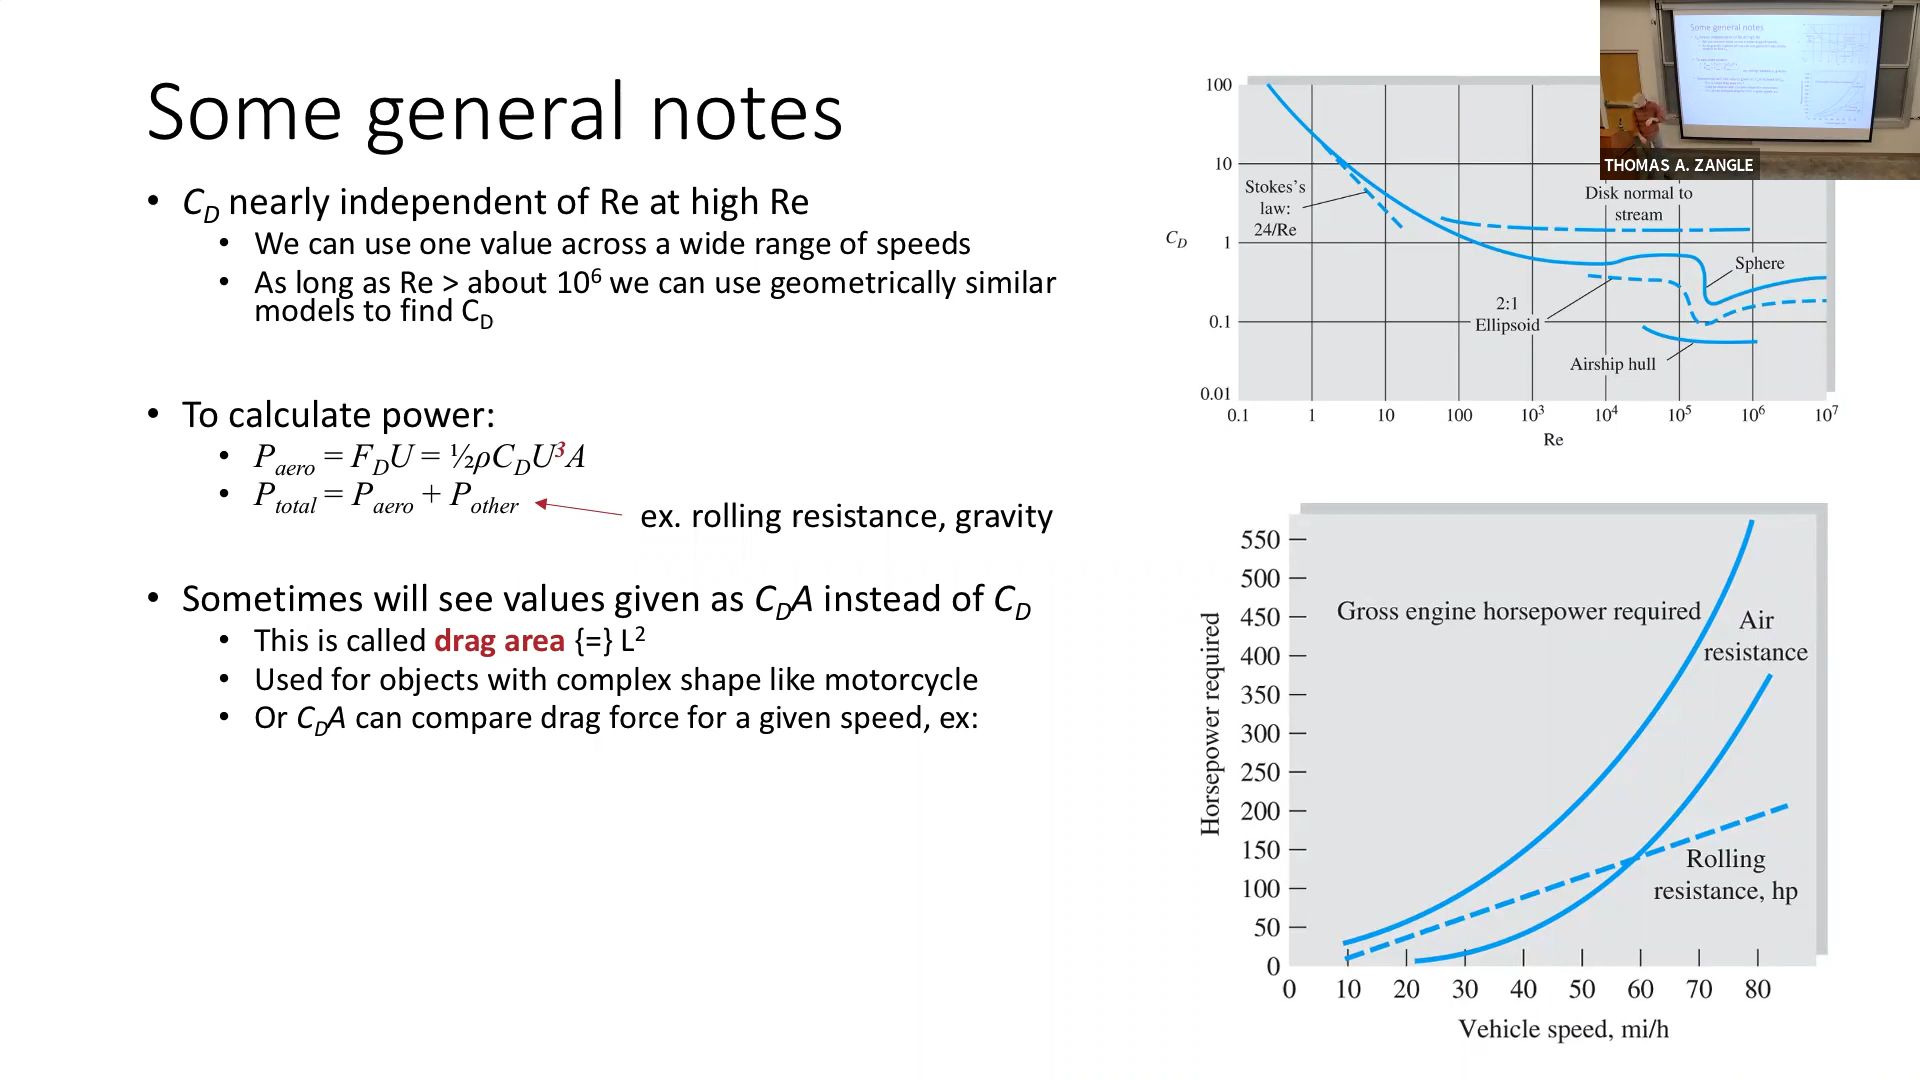 Some general notes
• C_D nearly independent of Re at high Re
• We can use one value across a wide range of speeds
• As long as Re > about 10⁶ we can use geometrically similar
models to find C_D
• To calculate power:
• P_aero = F_D U = ½ρC_D U³A
• P_total = P_aero + P_other
ex. rolling resistance, gravity
• Sometimes will see values given as C_D A instead of C_D
• This is called drag area {=} L²
• Used for objects with complex shape like motorcycle
• Or C_D A can compare drag force for a given speed, ex:
Some general notes
THOMAS A. ZANGLE
100
10
1
0.1
0.01
C_D
Stokes's
law:
24/Re
Disk normal to
stream
Sphere
2:1
Ellipsoid
Airship hull
0.1 1 10 100 10³ 10⁴ 10⁵ 10⁶ 10⁷
Re
550
500
450
400
350
300
250
200
150
100
50
0
Horsepower required
Gross engine horsepower required
Air
resistance
Rolling
resistance, hp
0 10 20 30 40 50 60 70 80
Vehicle speed, mi/h